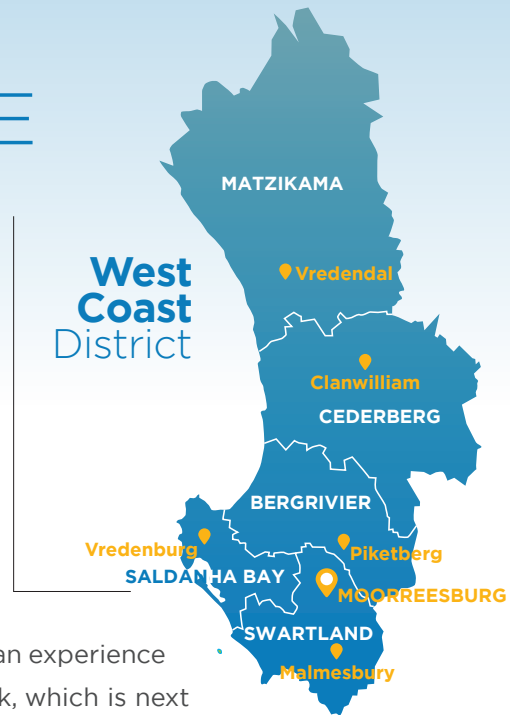 MATZIKAMA
West
Coast
District
Vredendal
Clanwilliam
CEDERBERG
BERGRIVIER
Vredenburg
Piketberg
SALDANHA BAY
MOORREESBURG
SWARTLAND
Malmesbury
an experience
k, which is next